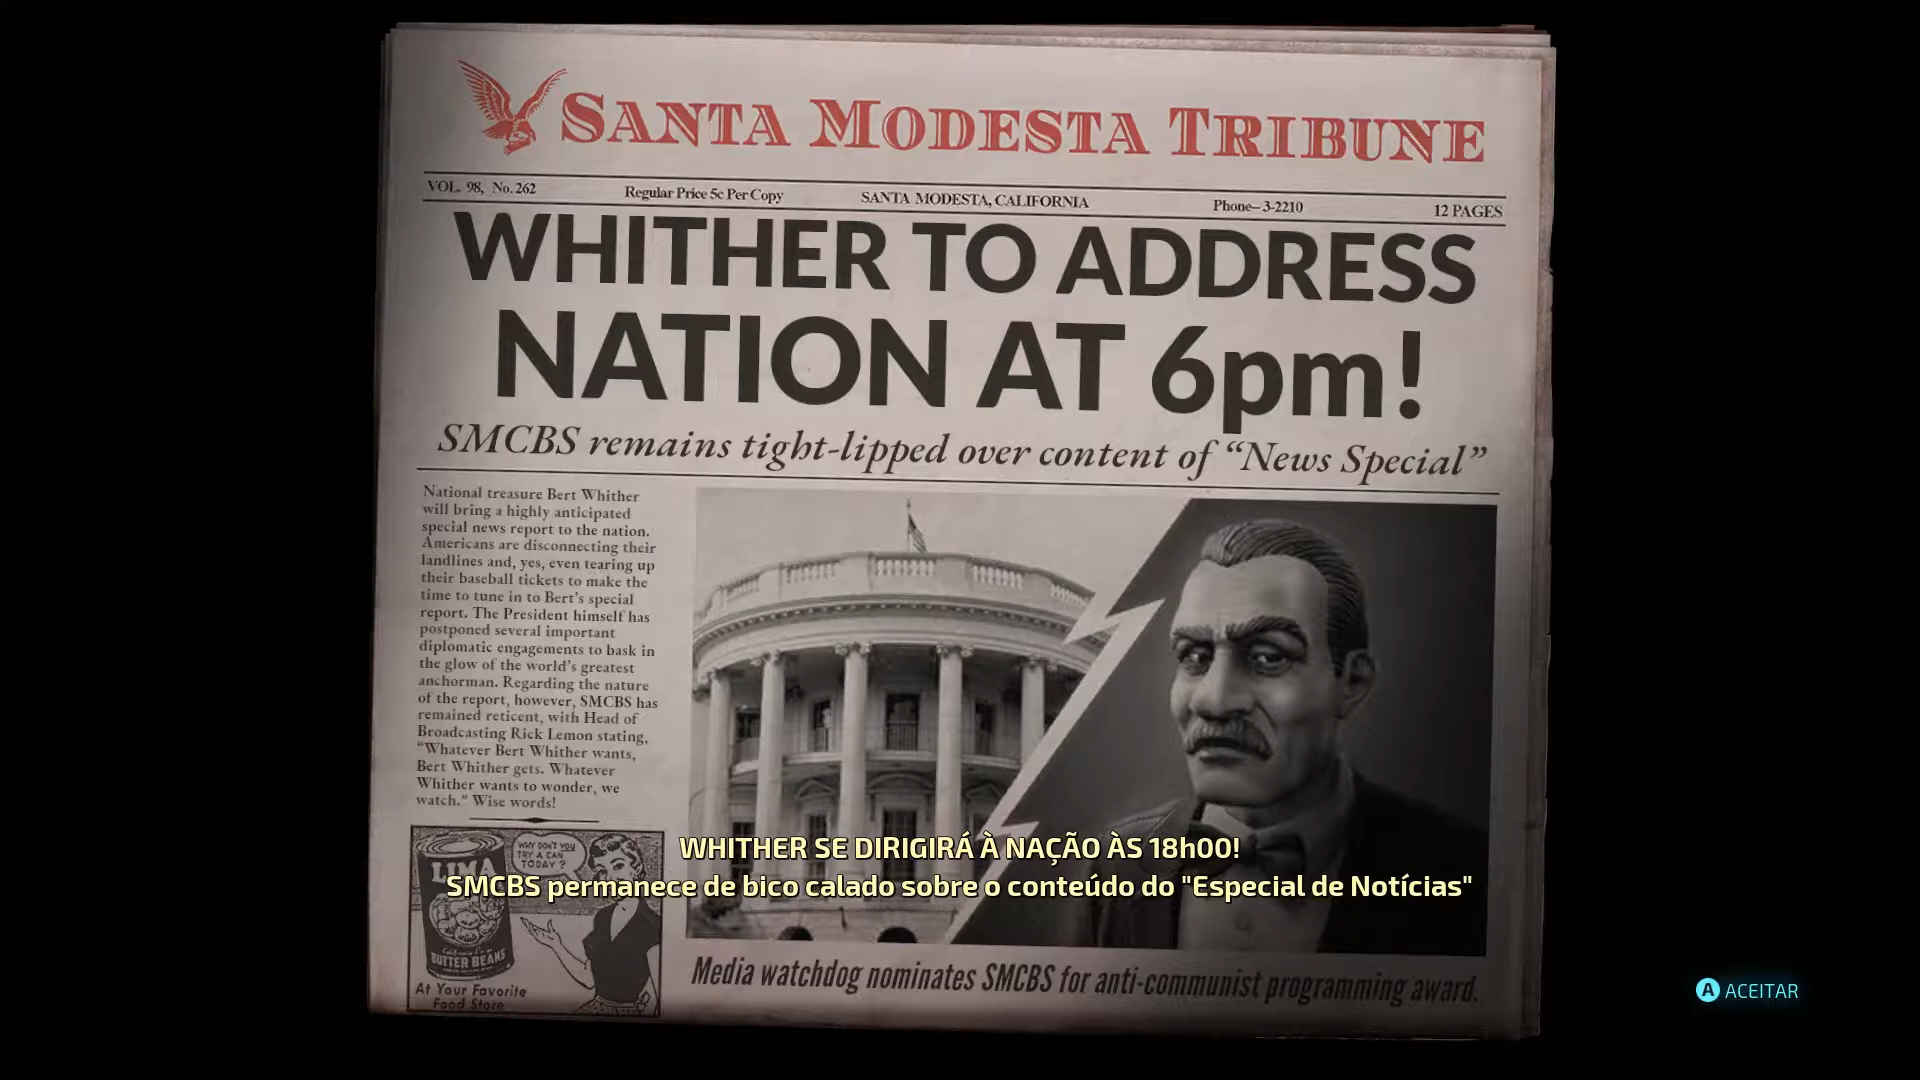 SANTA MODESTA TRIBUNE
VOL. 98, No. 262 Regular Price 5c Per Copy SANTA MODESTA, CALIFORNIA Phone—3-2210 12 PAGES
WHITHER TO ADDRESS
NATION AT 6pm!
SMCBS remains tight-lipped over content of “News Special”
National treasure Bert Whither
will bring a highly anticipated
special news report to the nation.
Americans are disconnecting their
landlines and, yes, even tearing up
their baseball tickets to make the
time to tune in to Bert’s special
report. The President himself has
postponed several important
diplomatic engagements to bask in
the glow of the world’s greatest
anchorman. Regarding the nature
of the report, however, SMCBS has
remained reticent, with Head of
Broadcasting Rick Lemon stating,
“Whatever Bert Whither wants,
Bert Whither gets. Whatever
Whither wants to wonder, we
watch.” Wise words!
WHY DON'T YOU
TRY A CAN
TODAY?
LIMA
BUTTER BEANS
At Your Favorite
Food Store
WHITHER SE DIRIGIRÁ À NAÇÃO ÀS 18h00!
SMCBS permanece de bico calado sobre o conteúdo do "Especial de Notícias"
Media watchdog nominates SMCBS for anti-communist programming award.
A ACEITAR